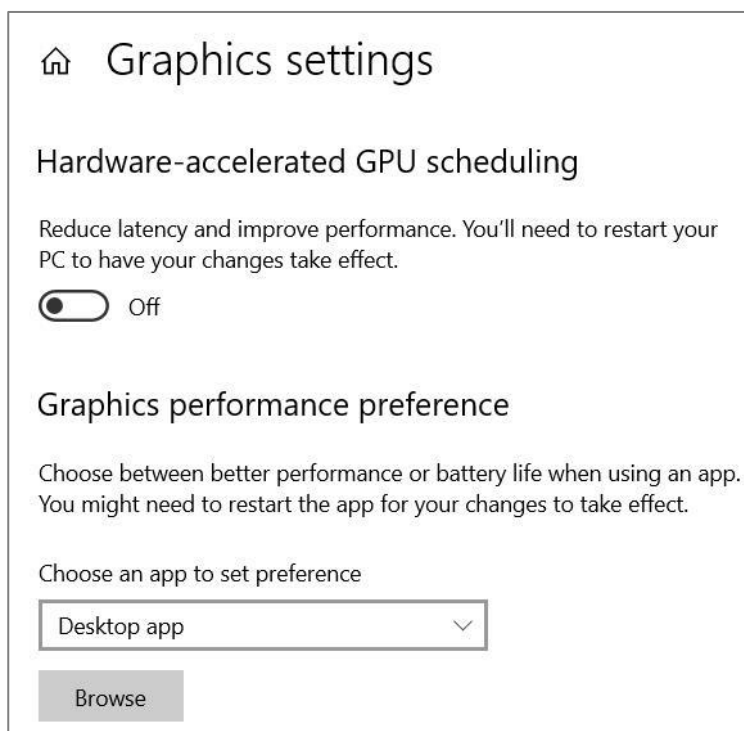 Graphics settings
Hardware-accelerated GPU scheduling
Reduce latency and improve performance. You’ll need to restart your
PC to have your changes take effect.
Off
Graphics performance preference
Choose between better performance or battery life when using an app.
You might need to restart the app for your changes to take effect.
Choose an app to set preference
Desktop app
Browse